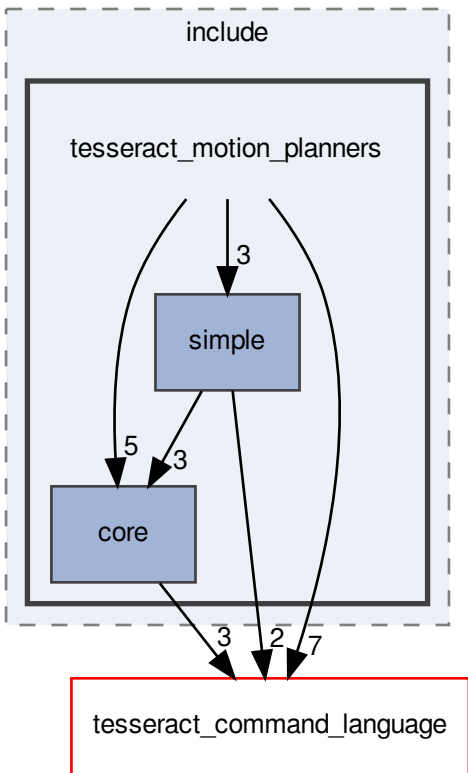 include
tesseract_motion_planners
3
simple
5
3
core
3
2
7
tesseract_command_language